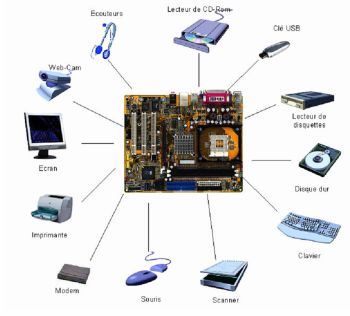 Ecouteurs
Lecteur de CD-Rom
Clé USB
Web-Cam
Lecteur de
disquettes
Ecran
Disque dur
Imprimante
Clavier
Modem
Souris
Scanner